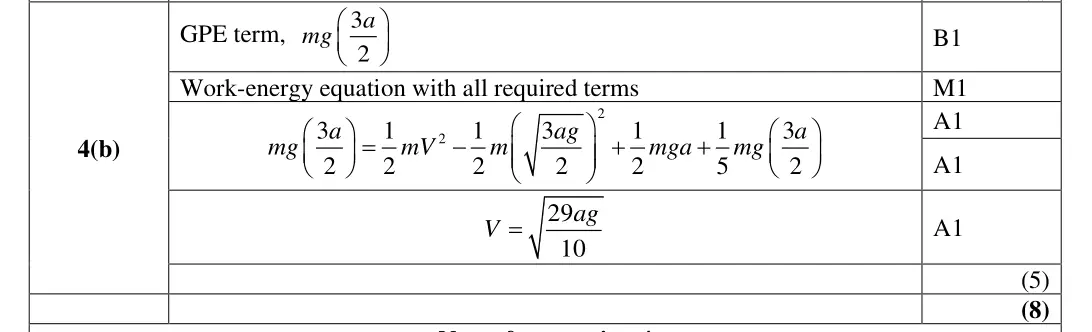 GPE term, mg(3a/2) B1
Work-energy equation with all required terms M1
4(b)
mg(3a/2) = 1/2 mV² − 1/2 m(√(3ag/2))² + 1/2 mga + 1/5 mg(3a/2) A1
A1
V = √(29ag/10) A1
(5)
(8)